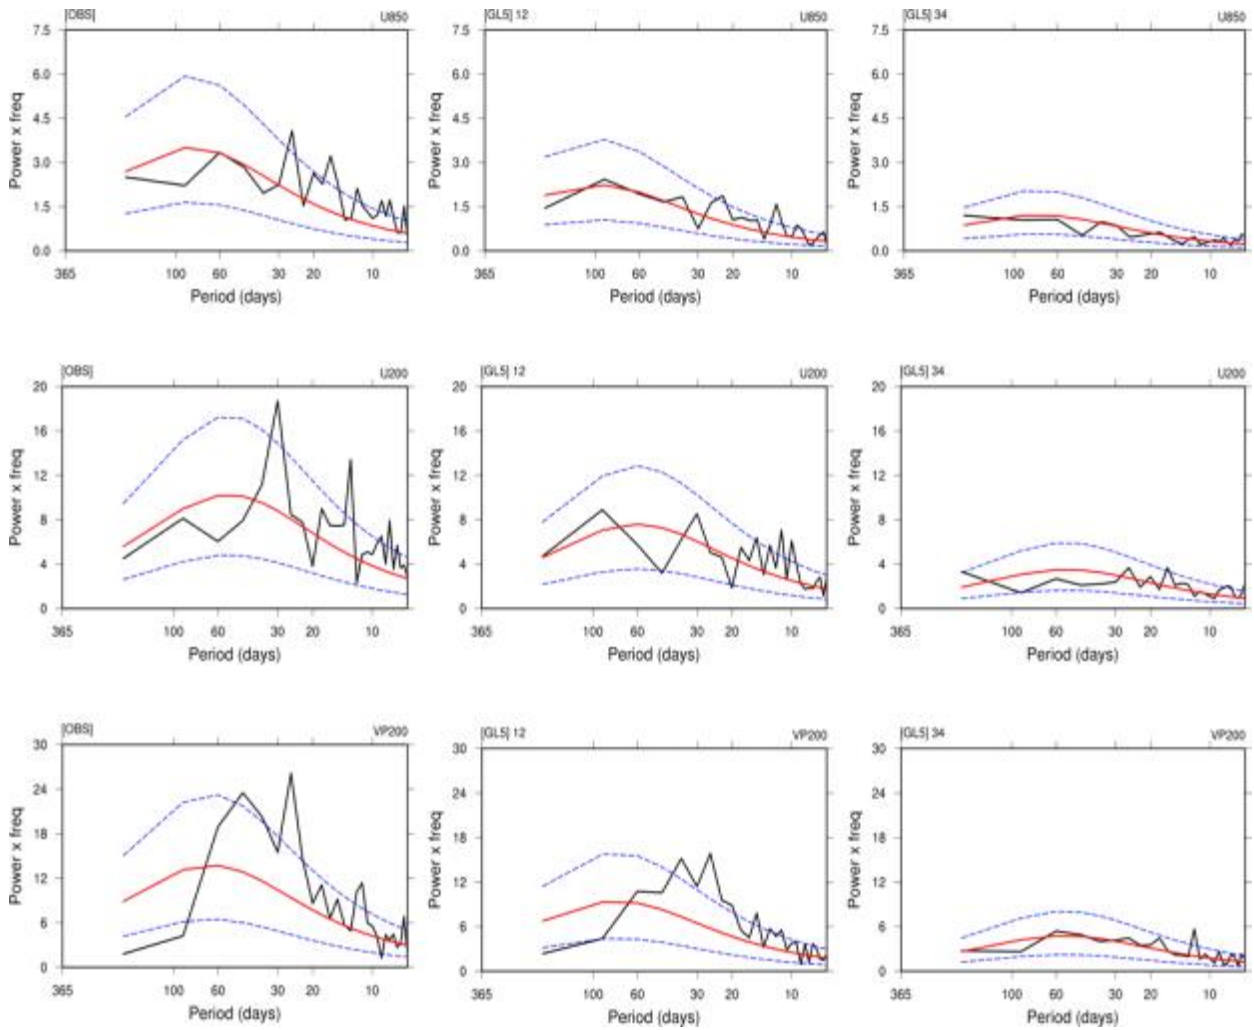 [OBS] U850
7.5
6.0
4.5
3.0
1.5
0.0
Power x freq
365 100 60 30 20 10
Period (days)
[GL5] 12 U850
7.5
6.0
4.5
3.0
1.5
0.0
Power x freq
365 100 60 30 20 10
Period (days)
[GL5] 34 U850
7.5
6.0
4.5
3.0
1.5
0.0
Power x freq
365 100 60 30 20 10
Period (days)
[OBS] U200
20
16
12
8
4
0
Power x freq
365 100 60 30 20 10
Period (days)
[GL5] 12 U200
20
16
12
8
4
0
Power x freq
365 100 60 30 20 10
Period (days)
[GL5] 34 U200
20
16
12
8
4
0
Power x freq
365 100 60 30 20 10
Period (days)
[OBS] VP200
30
24
18
12
6
0
Power x freq
365 100 60 30 20 10
Period (days)
[GL5] 12 VP200
30
24
18
12
6
0
Power x freq
365 100 60 30 20 10
Period (days)
[GL5] 34 VP200
30
24
18
12
6
0
Power x freq
365 100 60 30 20 10
Period (days)